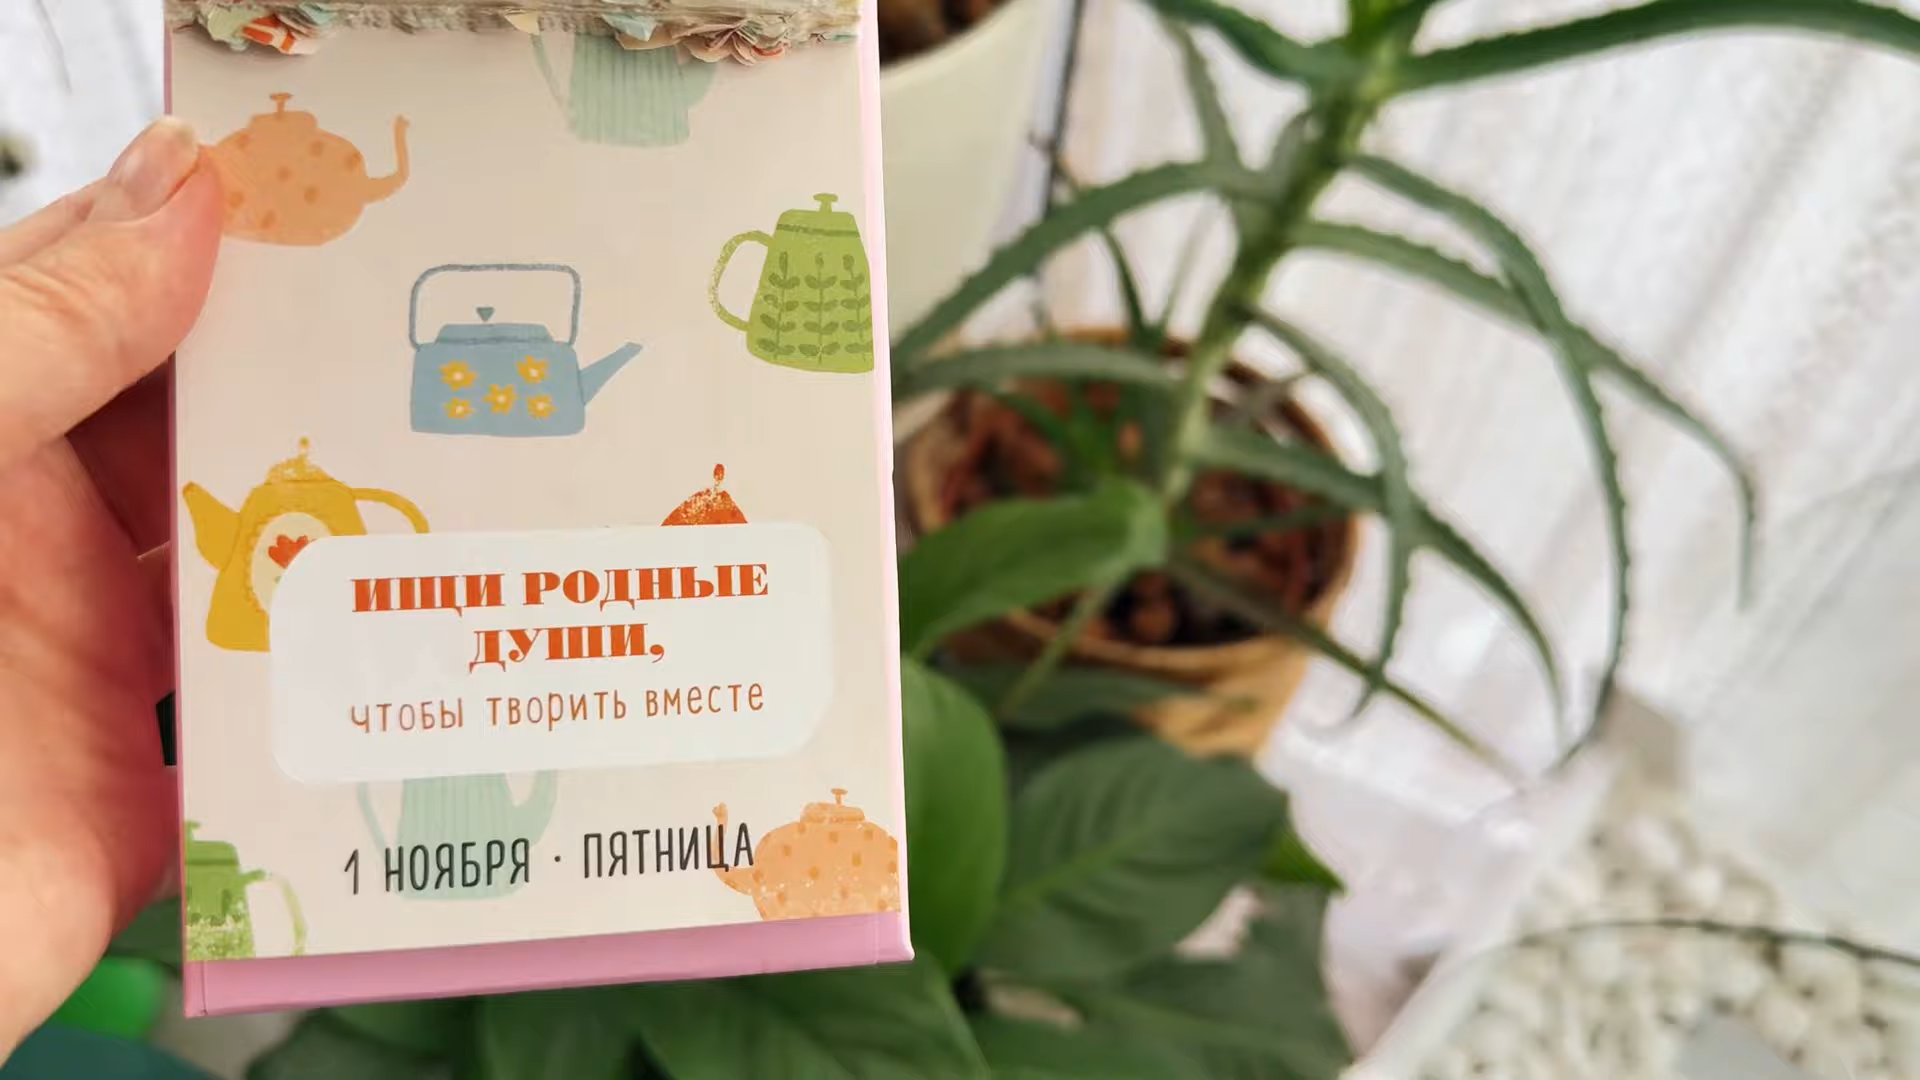 ИЩИ РОДНЫЕ
ДУШИ,
чтобы творить вместе
1 НОЯБРЯ · ПЯТНИЦА